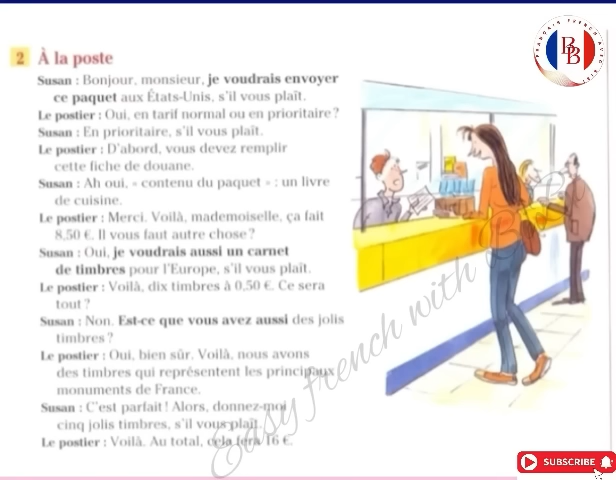 2 À la poste
Susan : Bonjour, monsieur, je voudrais envoyer
ce paquet aux États-Unis, s'il vous plaît.
Le postier : Oui, en tarif normal ou en prioritaire ?
Susan : En prioritaire, s'il vous plaît.
Le postier : D'abord, vous devez remplir
cette fiche de douane.
Susan : Ah oui, « contenu du paquet » : un livre
de cuisine.
Le postier : Merci. Voilà, mademoiselle, ça fait
8,50 €. Il vous faut autre chose ?
Susan : Oui, je voudrais aussi un carnet
de timbres pour l'Europe, s'il vous plaît.
Le postier : Voilà, dix timbres à 0,50 €. Ce sera
tout ?
Susan : Non. Est-ce que vous avez aussi des jolis
timbres ?
Le postier : Oui, bien sûr. Voilà, nous avons
des timbres qui représentent les principaux
monuments de France.
Susan : C'est parfait ! Alors, donnez-moi
cinq jolis timbres, s'il vous plaît.
Le postier : Voilà. Au total, cela fera 16 €.
Easy French with
BB
SUBSCRIBE